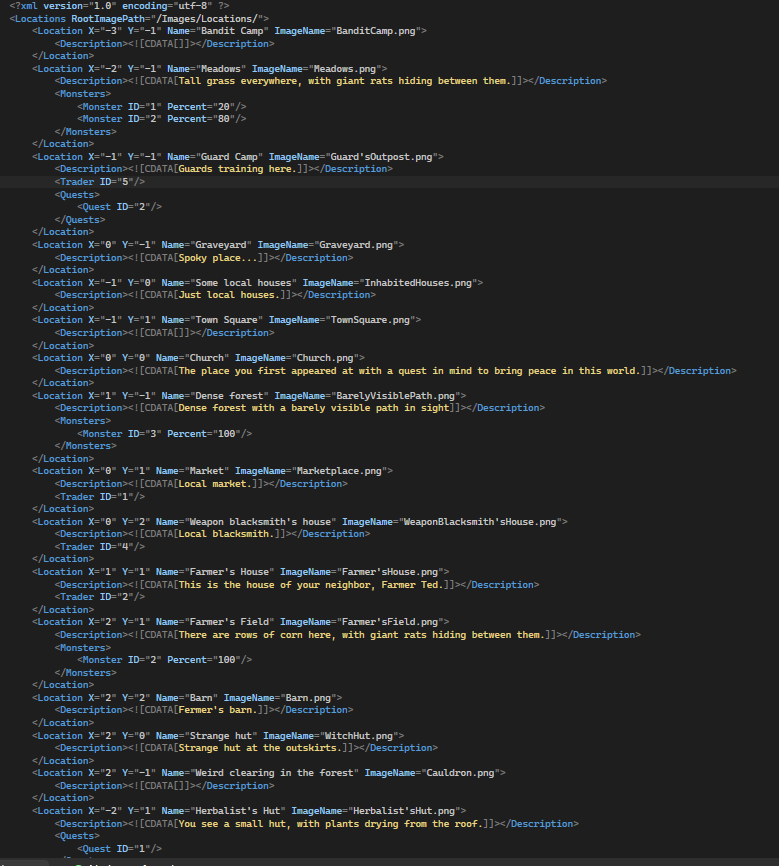 <?xml version="1.0" encoding="utf-8" ?>
<Locations RootImagePath="/Images/Locations/">
<Location X="-3" Y="-1" Name="Bandit Camp" ImageName="BanditCamp.png">
<Description><![CDATA[]]></Description>
</Location>
<Location X="-2" Y="-1" Name="Meadows" ImageName="Meadows.png">
<Description><![CDATA[Tall grass everywhere, with giant rats hiding between them.]]></Description>
<Monsters>
<Monster ID="1" Percent="20"/>
<Monster ID="2" Percent="80"/>
</Monsters>
</Location>
<Location X="-1" Y="-1" Name="Guard Camp" ImageName="Guard'sOutpost.png">
<Description><![CDATA[Guards training here.]]></Description>
<Trader ID="5"/>
<Quests>
<Quest ID="2"/>
</Quests>
</Location>
<Location X="0" Y="-1" Name="Graveyard" ImageName="Graveyard.png">
<Description><![CDATA[Spoky place...]]></Description>
</Location>
<Location X="-1" Y="0" Name="Some local houses" ImageName="InhabitedHouses.png">
<Description><![CDATA[Just local houses.]]></Description>
</Location>
<Location X="-1" Y="1" Name="Town Square" ImageName="TownSquare.png">
<Description><![CDATA[]]></Description>
</Location>
<Location X="0" Y="0" Name="Church" ImageName="Church.png">
<Description><![CDATA[The place you first appeared at with a quest in mind to bring peace in this world.]]></Description>
</Location>
<Location X="1" Y="-1" Name="Dense forest" ImageName="BarelyVisiblePath.png">
<Description><![CDATA[Dense forest with a barely visible path in sight]]></Description>
<Monsters>
<Monster ID="3" Percent="100"/>
</Monsters>
</Location>
<Location X="0" Y="1" Name="Market" ImageName="Marketplace.png">
<Description><![CDATA[Local market.]]></Description>
<Trader ID="1"/>
</Location>
<Location X="0" Y="2" Name="Weapon blacksmith's house" ImageName="WeaponBlacksmith'sHouse.png">
<Description><![CDATA[Local blacksmith.]]></Description>
<Trader ID="4"/>
</Location>
<Location X="1" Y="1" Name="Farmer's House" ImageName="Farmer'sHouse.png">
<Description><![CDATA[This is the house of your neighbor, Farmer Ted.]]></Description>
<Trader ID="2"/>
</Location>
<Location X="2" Y="1" Name="Farmer's Field" ImageName="Farmer'sField.png">
<Description><![CDATA[There are rows of corn here, with giant rats hiding between them.]]></Description>
<Monsters>
<Monster ID="2" Percent="100"/>
</Monsters>
</Location>
<Location X="2" Y="2" Name="Barn" ImageName="Barn.png">
<Description><![CDATA[Fermer's barn.]]></Description>
</Location>
<Location X="2" Y="0" Name="Strange hut" ImageName="WitchHut.png">
<Description><![CDATA[Strange hut at the outskirts.]]></Description>
</Location>
<Location X="2" Y="-1" Name="Weird clearing in the forest" ImageName="Cauldron.png">
<Description><![CDATA[]]></Description>
</Location>
<Location X="-2" Y="1" Name="Herbalist's Hut" ImageName="Herbalist'sHut.png">
<Description><![CDATA[You see a small hut, with plants drying from the roof.]]></Description>
<Quests>
<Quest ID="1"/>